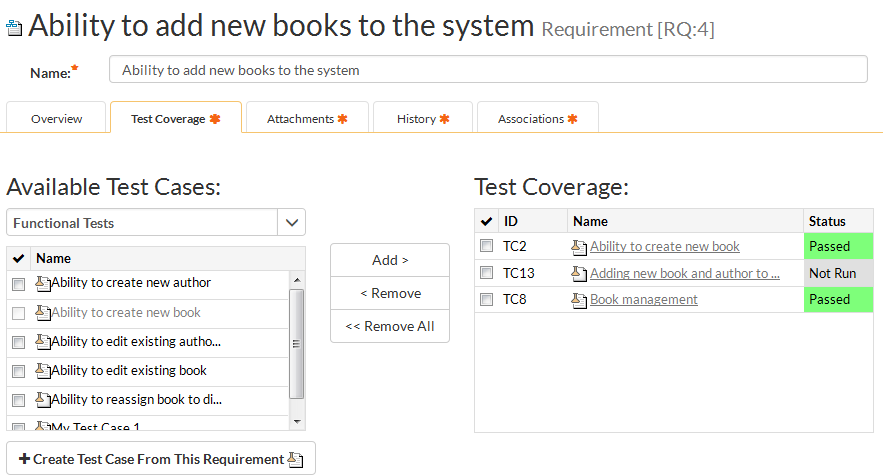 Ability to add new books to the system Requirement [RQ:4]
Name:* Ability to add new books to the system
Overview Test Coverage * Attachments * History * Associations *
Available Test Cases:
Functional Tests
Name
Ability to create new author
Ability to create new book
Ability to edit existing autho...
Ability to edit existing book
Ability to reassign book to di...
My Test Case 1
+ Create Test Case From This Requirement
Add >
< Remove
<< Remove All
Test Coverage:
ID Name Status
TC2 Ability to create new book Passed
TC13 Adding new book and author to ... Not Run
TC8 Book management Passed